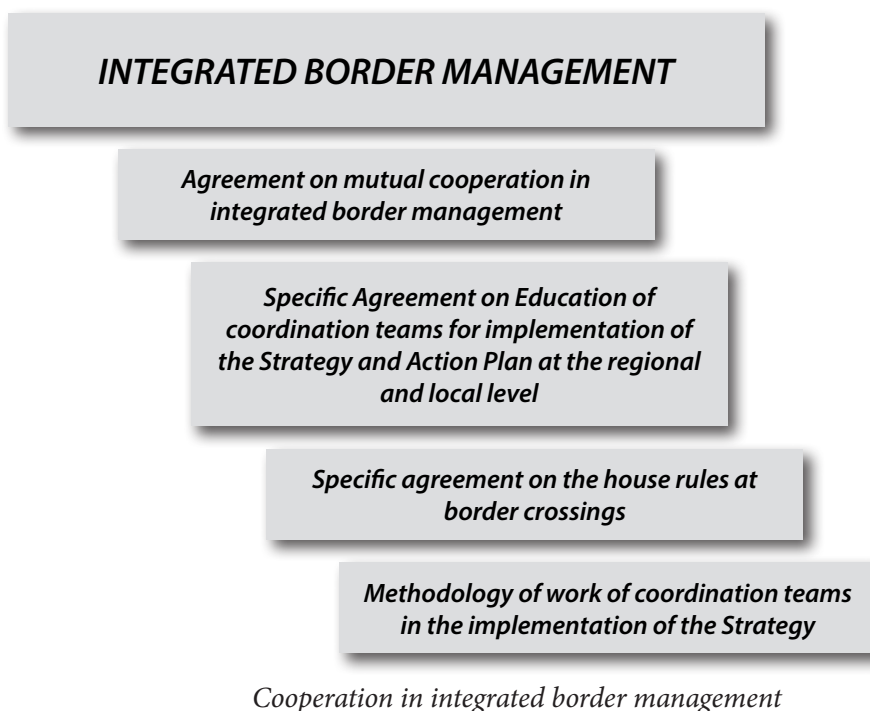 INTEGRATED BORDER MANAGEMENT
Agreement on mutual cooperation in
integrated border management
Specific Agreement on Education of
coordination teams for implementation of
the Strategy and Action Plan at the regional
and local level
Specific agreement on the house rules at
border crossings
Methodology of work of coordination teams
in the implementation of the Strategy
Cooperation in integrated border management